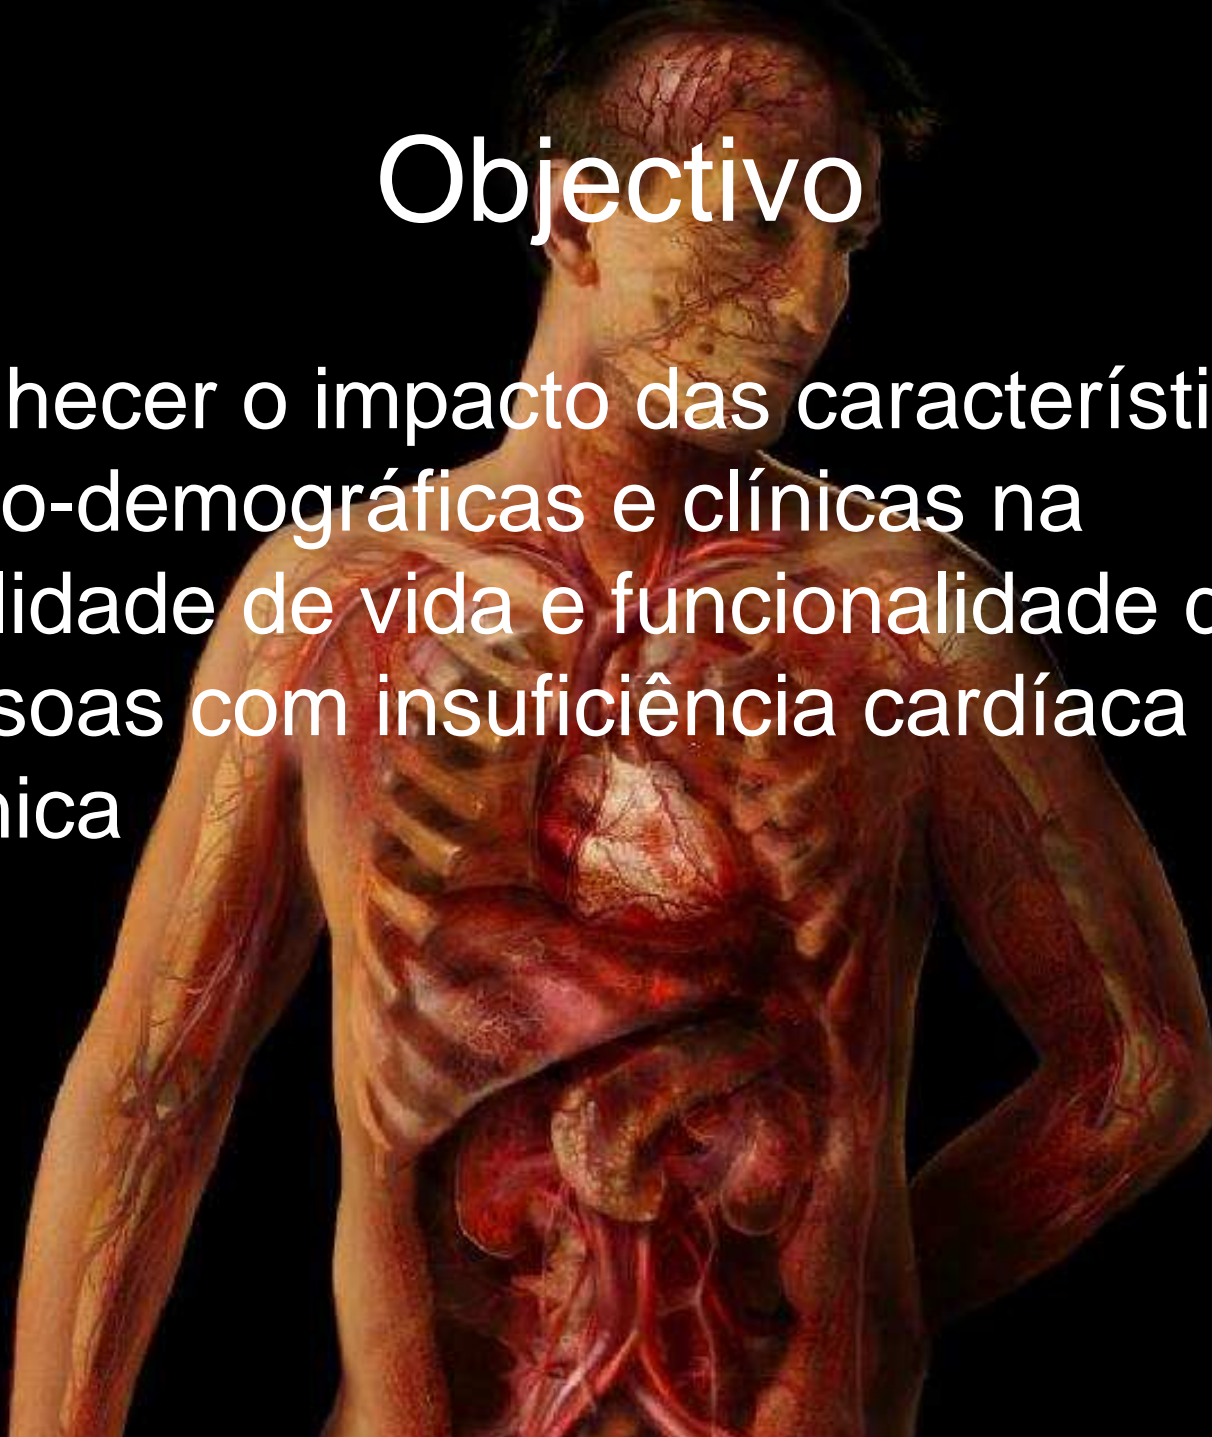 Objectivo
hecer o impacto das característi
o-demográficas e clínicas na
lidade de vida e funcionalidade d
soas com insuficiência cardíaca
nica